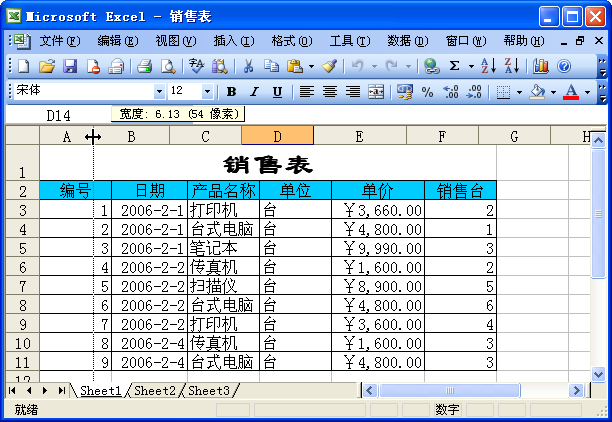 Microsoft Excel - 销售表
文件(F) 编辑(E) 视图(V) 插入(I) 格式(O) 工具(T) 数据(D) 窗口(W) 帮助(H)
宋体 12 B I U
D14 宽度: 6.13 (54 像素)
A B C D E F G H
1 销售表
2 编号 日期 产品名称 单位 单价 销售台
3 1 2006-2-1 打印机 台 ￥3,660.00 2
4 2 2006-2-1 台式电脑 台 ￥4,800.00 1
5 3 2006-2-1 笔记本 台 ￥9,990.00 3
6 4 2006-2-2 传真机 台 ￥1,600.00 2
7 5 2006-2-2 扫描仪 台 ￥8,900.00 5
8 6 2006-2-2 台式电脑 台 ￥4,800.00 6
9 7 2006-2-2 打印机 台 ￥3,600.00 4
10 8 2006-2-4 传真机 台 ￥1,600.00 3
11 9 2006-2-4 台式电脑 台 ￥4,800.00 3
12
Sheet1 Sheet2 Sheet3
就绪 数字